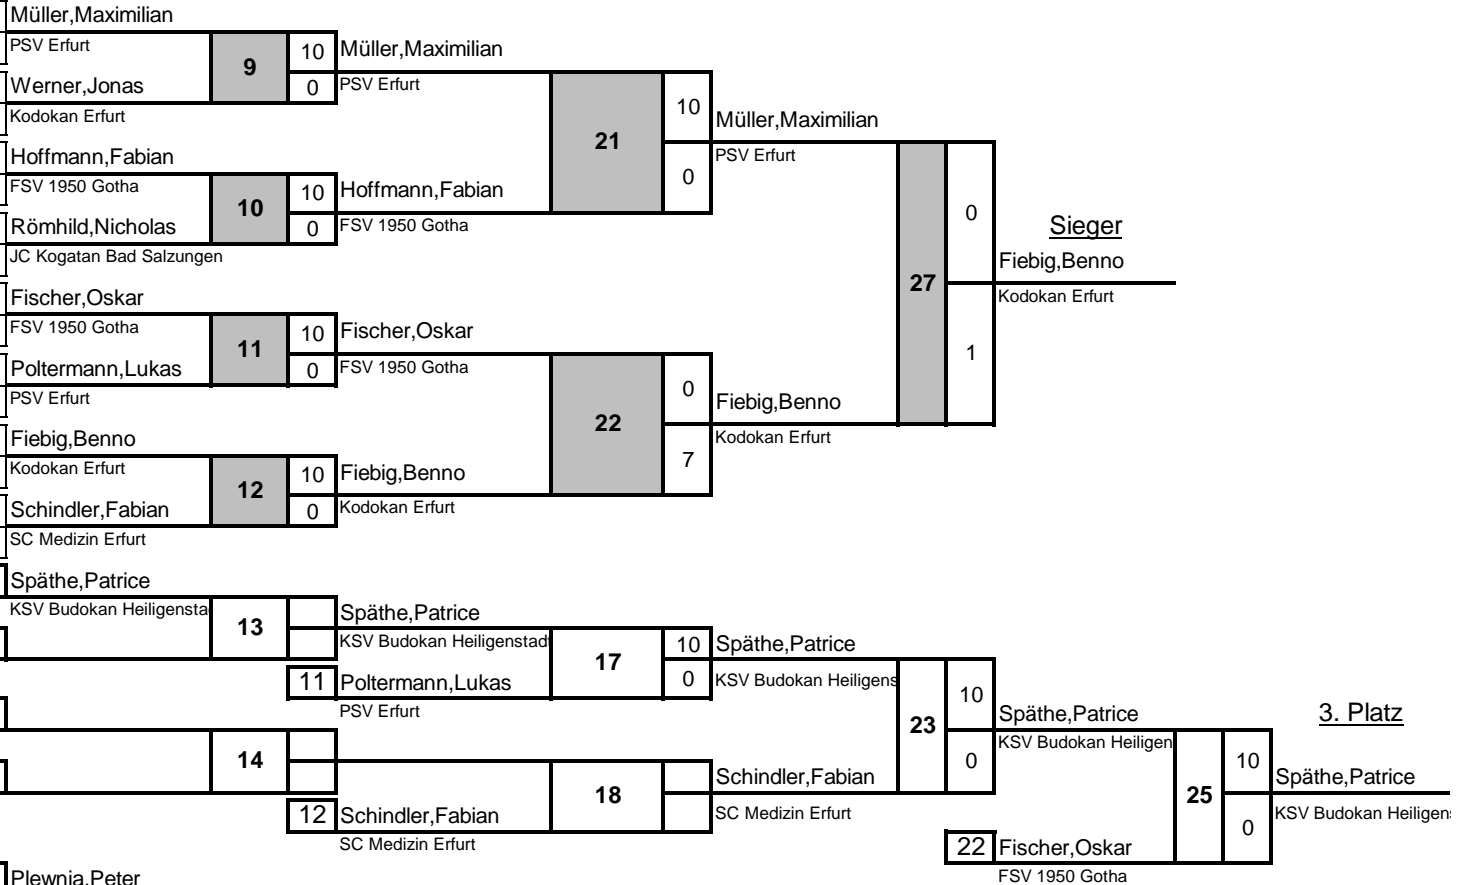 Müller,Maximilian
PSV Erfurt
9
10
0
Werner,Jonas
Kodokan Erfurt
Müller,Maximilian
PSV Erfurt
21
10
0
Hoffmann,Fabian
FSV 1950 Gotha
10
10
0
Römhild,Nicholas
JC Kogatan Bad Salzungen
Hoffmann,Fabian
FSV 1950 Gotha
Müller,Maximilian
PSV Erfurt
27
0
1
Sieger
Fiebig,Benno
Kodokan Erfurt
Fischer,Oskar
FSV 1950 Gotha
11
10
0
Poltermann,Lukas
PSV Erfurt
Fischer,Oskar
FSV 1950 Gotha
22
0
7
Fiebig,Benno
Kodokan Erfurt
Fiebig,Benno
Kodokan Erfurt
12
10
0
Schindler,Fabian
SC Medizin Erfurt
Fiebig,Benno
Kodokan Erfurt
Späthe,Patrice
KSV Budokan Heiligensta
13
Späthe,Patrice
KSV Budokan Heiligenstadt
17
10
0
11
Poltermann,Lukas
PSV Erfurt
Späthe,Patrice
KSV Budokan Heiligens
23
10
0
14
12
Schindler,Fabian
SC Medizin Erfurt
18
Schindler,Fabian
SC Medizin Erfurt
Späthe,Patrice
KSV Budokan Heiligen
25
10
0
22
Fischer,Oskar
FSV 1950 Gotha
3. Platz
Späthe,Patrice
KSV Budokan Heiligens
Plewnia,Peter